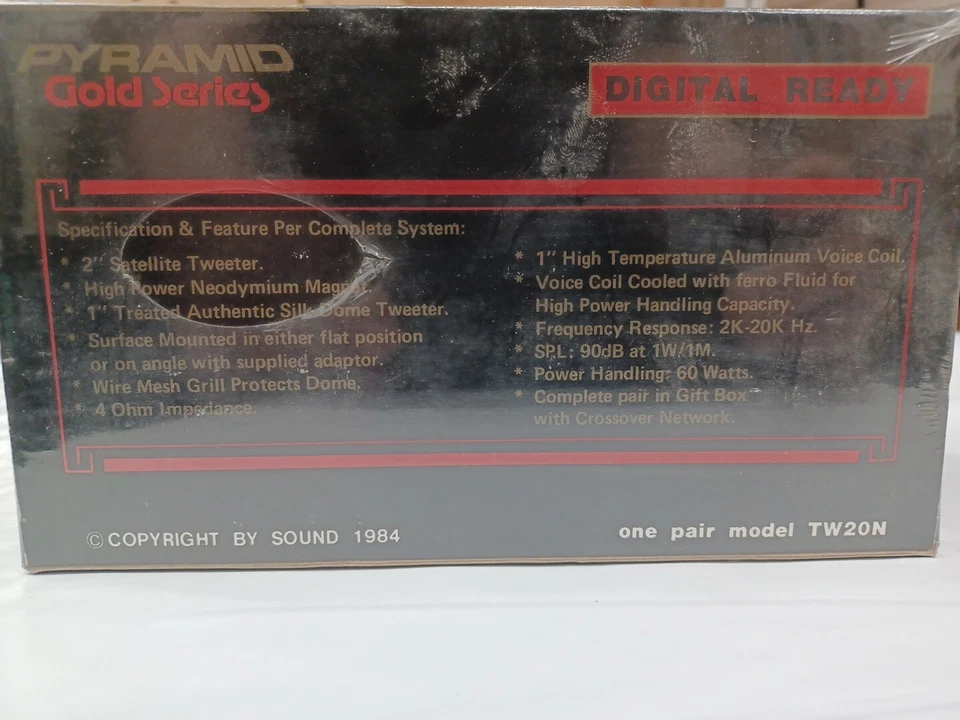 PYRAMID
Gold Series
DiGITAL READY
Specification & Feature Per Complete System:
* 2" Satellite Tweeter.
* High Power Neodymium Magnet.
* 1" Treated Authentic Silk Dome Tweeter.
* Surface Mounted in either flat position
or on angle with supplied adaptor.
* Wire Mesh Grill Protects Dome.
* 4 Ohm Impedance.
* 1" High Temperature Aluminum Voice Coil.
* Voice Coil Cooled with ferro Fluid for
High Power Handling Capacity.
* Frequency Response: 2K-20K Hz.
* SPL: 90dB at 1W/1M.
* Power Handling: 60 Watts.
* Complete pair in Gift Box
with Crossover Network.
© COPYRIGHT BY SOUND 1984
one pair model TW20N